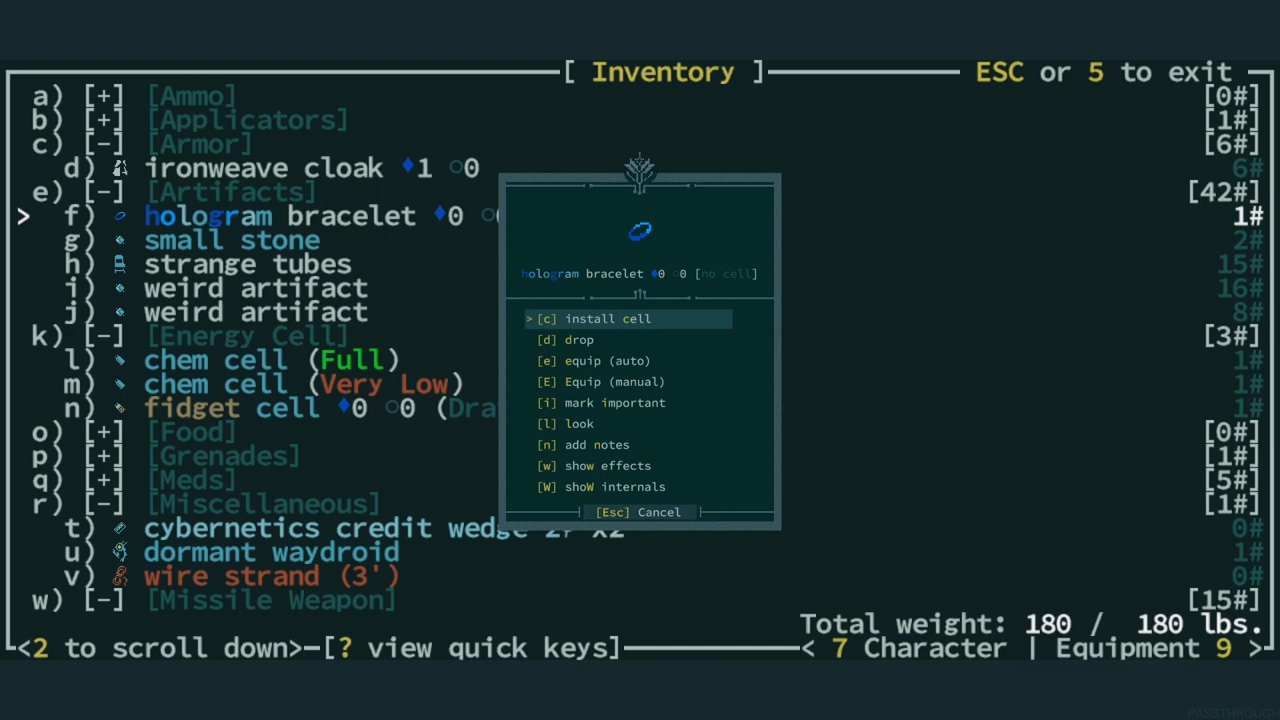 [ Inventory ] ESC or 5 to exit
a) [+] [Ammo] [0#]
b) [+] [Applicators] [1#]
c) [-] [Armor] [6#]
d) ironweave cloak ♦1 ○0 6#
e) [-] [Artifacts] [42#]
> f) hologram bracelet ♦0 1#
g) small stone 2#
h) strange tubes 15#
i) weird artifact 16#
j) weird artifact 8#
k) [-] [Energy Cell] [3#]
l) chem cell (Full) 1#
m) chem cell (Very Low) 1#
n) fidget cell ♦0 ○0 1#
o) [+] [Food] [0#]
p) [+] [Grenades] [1#]
q) [+] [Meds] [5#]
r) [-] [Miscellaneous] [1#]
t) cybernetics credit wedge x2 0#
u) dormant waydroid 1#
v) wire strand (3') 0#
w) [-] [Missile Weapon] [15#]
Total weight: 180 / 180 lbs.
<2 to scroll down> [? view quick keys] < 7 Character | Equipment 9 >
hologram bracelet ♦0 ○0 [no cell]
> [c] install cell
[d] drop
[e] equip (auto)
[E] Equip (manual)
[i] mark important
[l] look
[n] add notes
[w] show effects
[W] shoW internals
[Esc] Cancel